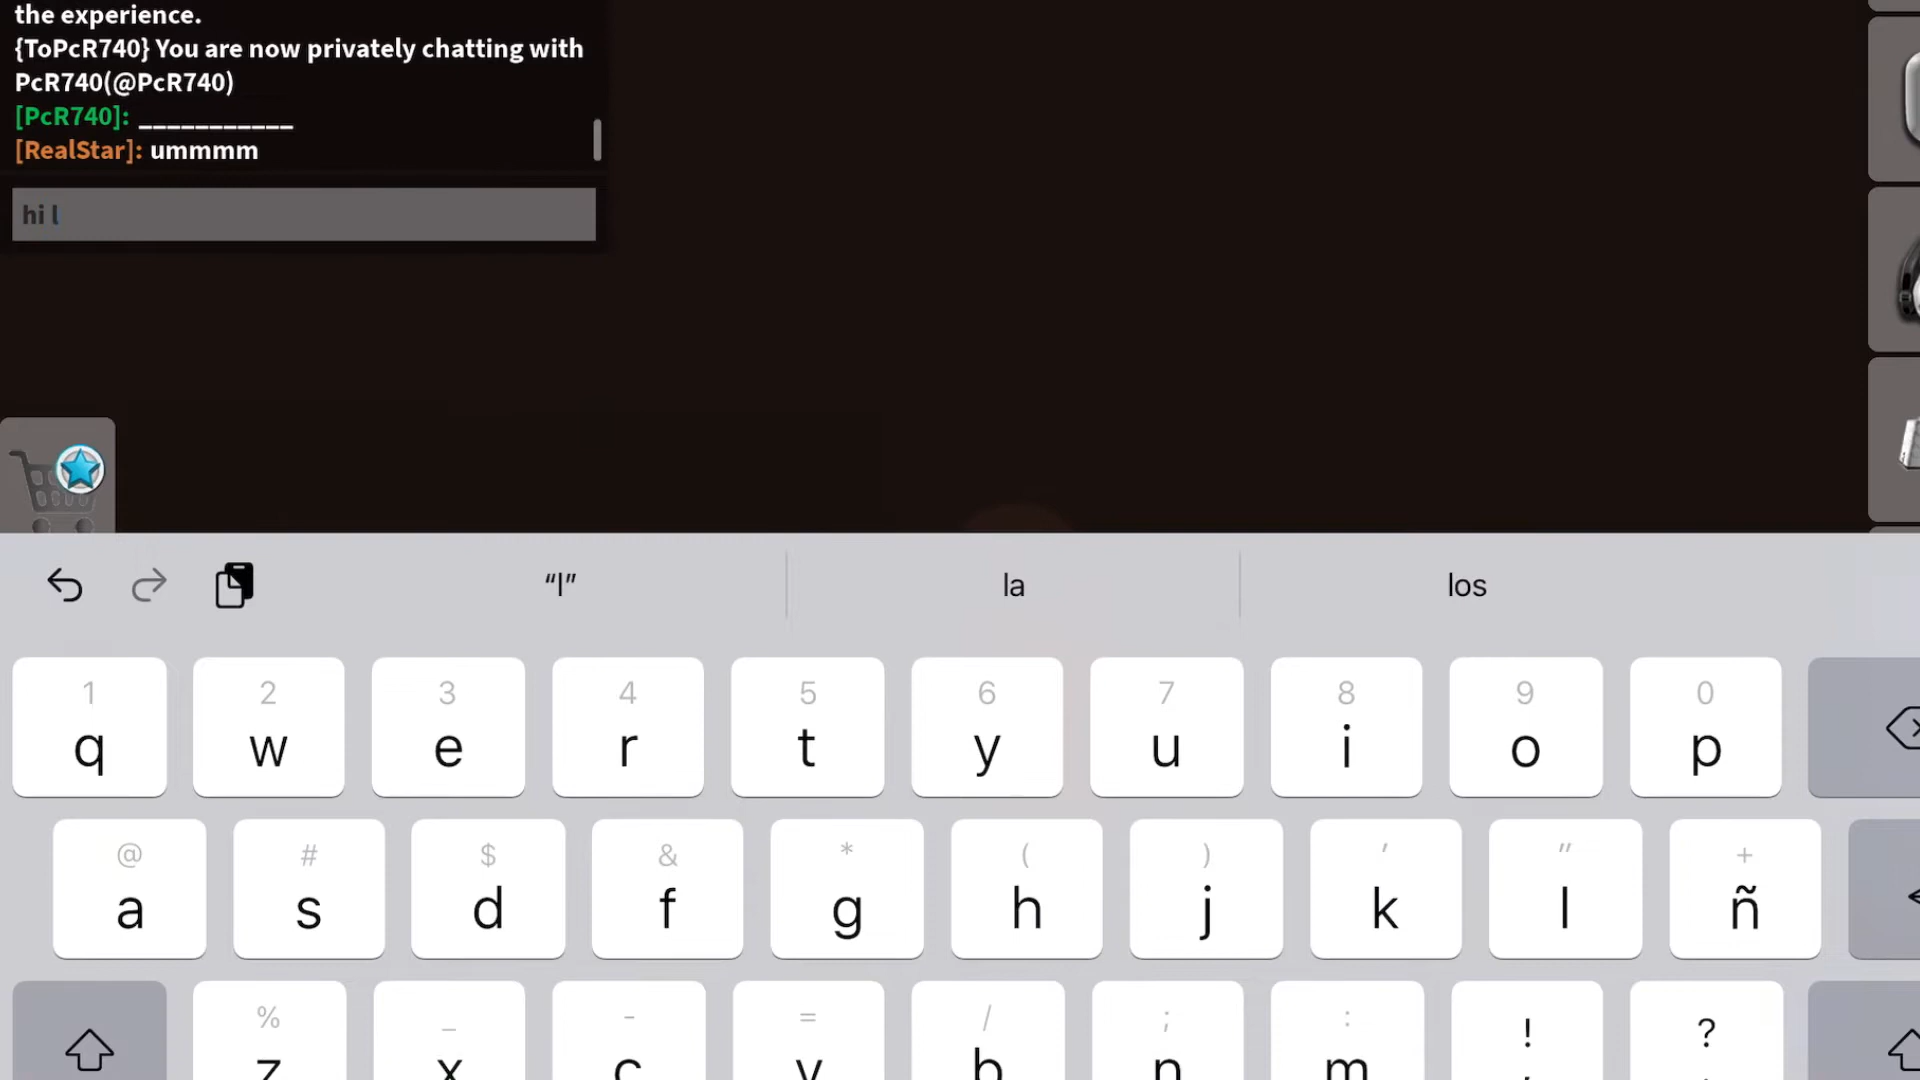 the experience.
{ToPcR740} You are now privately chatting with
PcR740(@PcR740)
[PcR740]: ___________
[RealStar]: ummmm
hi l
“l” la los
1 2 3 4 5 6 7 8 9 0
q w e r t y u i o p
@ # $ & * ( ) ' " +
a s d f g h j k l ñ
% _ - = / ; : ! ?
z x c v b n m , .